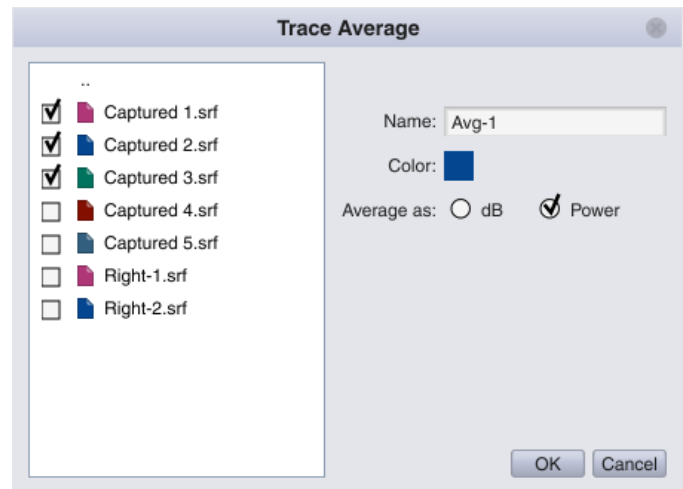 Trace Average
..
Captured 1.srf
Captured 2.srf
Captured 3.srf
Captured 4.srf
Captured 5.srf
Right-1.srf
Right-2.srf
Name: Avg-1
Color:
Average as: dB Power
OK Cancel